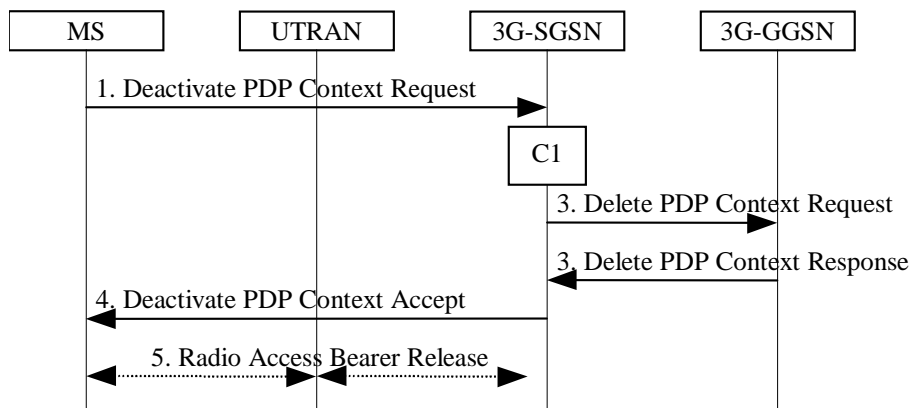 MS UTRAN 3G-SGSN 3G-GGSN
1. Deactivate PDP Context Request
C1
3. Delete PDP Context Request
3. Delete PDP Context Response
4. Deactivate PDP Context Accept
5. Radio Access Bearer Release